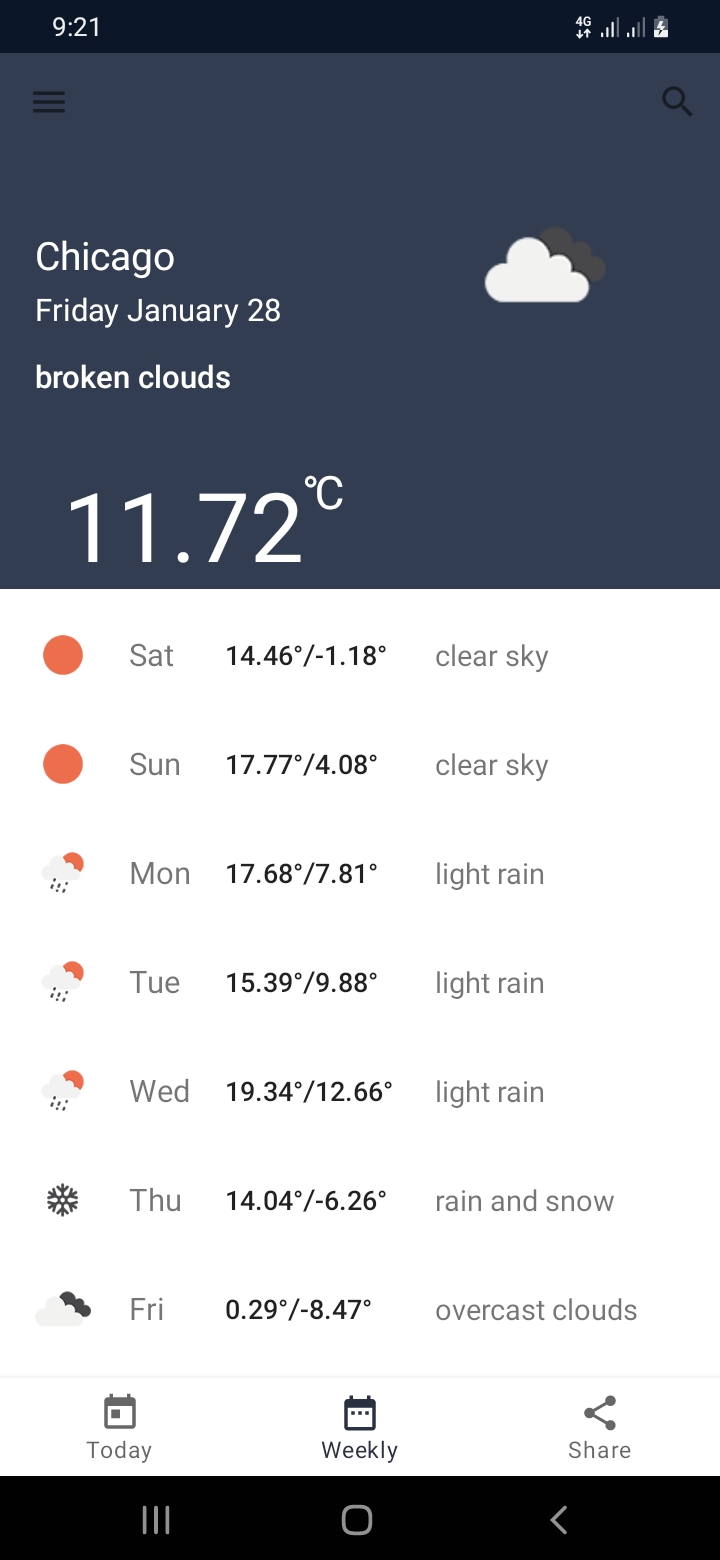 9:21 4G
Chicago
Friday January 28
broken clouds
11.72°C
Sat 14.46°/-1.18° clear sky
Sun 17.77°/4.08° clear sky
Mon 17.68°/7.81° light rain
Tue 15.39°/9.88° light rain
Wed 19.34°/12.66° light rain
Thu 14.04°/-6.26° rain and snow
Fri 0.29°/-8.47° overcast clouds
Today Weekly Share